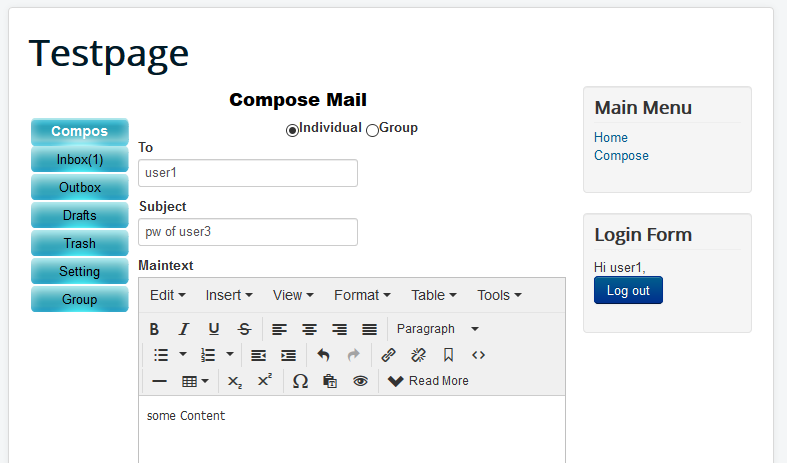 Testpage
Compose Mail
Individual Group
Compos
Inbox(1)
Outbox
Drafts
Trash
Setting
Group
To
user1
Subject
pw of user3
Maintext
Edit Insert View Format Table Tools
B I U S Paragraph
Read More
some Content
Main Menu
Home
Compose
Login Form
Hi user1,
Log out